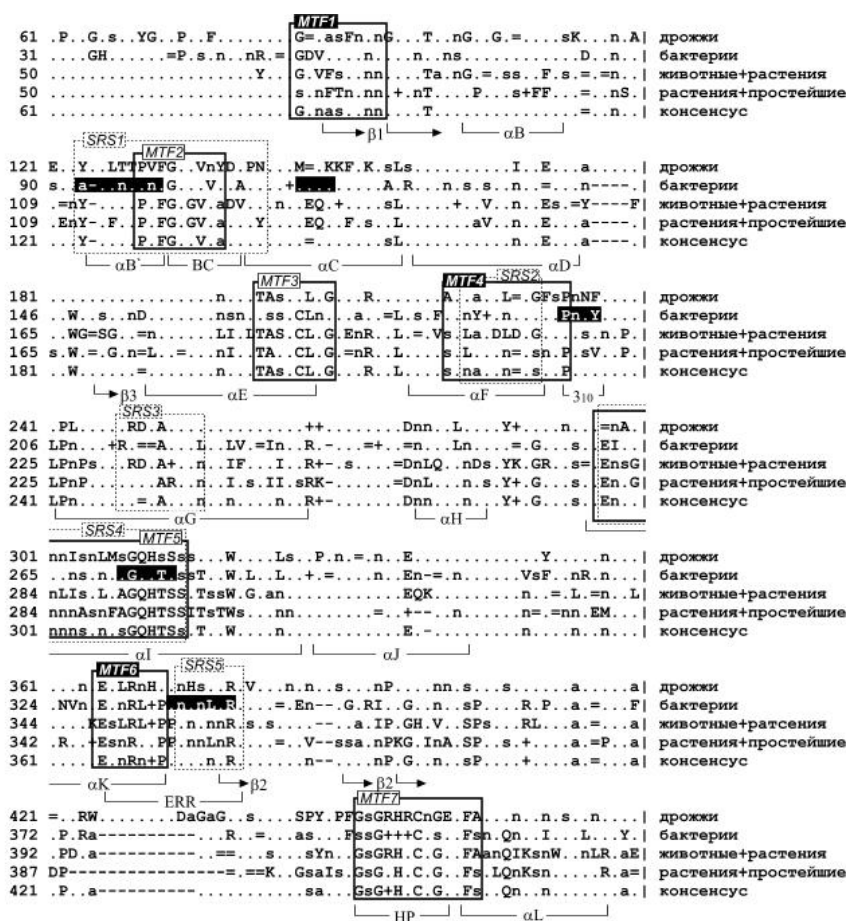 MTF1
61 .P..G.s..YG..P..F........G=.asFn.nG...T..nG..G.=....sK..n.A| дрожжи
31 .....GH......=P.s.n..nR.=GDV....n...n..ns............D..n..| бактерии
50 ....................Y...G.VFs..nn....Ta.nG.=.ss..F.s.=.=n| животные+растения
50 ........................s.nFTn.nn.+.nT....P...s+FF...=.nS.| растения+простейшие
61 ........................G.nas..nn....T.............=..n..| консенсус
β1 αB
SRS1 MTF2
121 E..Y..LTTPVFG..VnYD.PN...M=.KKF.K.sLs..........I..E...a......| дрожжи
90 s..a-..n..n.G...V..A.....+.........A.R..n.s.s..n..=...n----.| бактерии
109 .=nY-...P.FG.GV.aDV....n...EQ.+....sL....+..V..n..Es.=Y----F| животные+растения
109 .EnY-.F..P.FG.GV.a...Y....EQ..F.s..L......aV..n..E..a----.| растения+простейшие
121 ...Y-...P.FG..V.a.........=......sL..........n..E..a----.| консенсус
αB` BC αC αD
MTF3 MTF4 SRS2
181 ..................n..TAs..L.G...R.......A..a..L=.GFsPnNF....| дрожжи
146 ..W..s..nD........nsn.ss.CLn...a..=L.s.F..nY+.n.....Pn.Y....| бактерии
165 ..WG=SG..=n......LI.LTAS.CL.G.EnR.L..=.VsLa.DLD.G.....s.n.P.| животные+растения
165 s.W.=.G.n=L..=...n.I..TA..CL.G.=nR..L...s.L..n=.sn.P..sV..P.| растения+простейшие
181 ..W....=..........n...TAs.CL.G...n..L...s.na.n=.s..P........| консенсус
β3 αE αF 3₁₀
SRS3
241 ..PL.....RD.A..............++.........Dnn..L...Y+...n..=nA.| дрожжи
206 LPn...+R.==A...L..LV.=In..R.-...=+..=..n..Ln...=.G...s..EI..| бактерии
225 LPnPs...RD.A+..n..IF...I..R+-.s....=DnLQ..nDs.YK.GR..s=EnsG| животные+растения
225 LPnP.....AR..n..I.s.II.sRK-....=DnL..n.s..Y+.G.s....En.G| растения+простейшие
241 LPn......=.A..n...n.....n..R+-.....Dnn...n...Y+.G..s...En..| консенсус
αG αH
SRS4 MTF5
301 nnIsnLMsGQHsSs...W...Ls..P.n.=.n...E............Y.....n..| дрожжи
265 ..ns.n..G..T.ssT..W.L..L..+.=...n..En-=.n.....VsF..nR.n..| бактерии
284 nLIs.L.AGQHTSS.TssW.G.an.........EQK......n..=.L.=..n..L| животные+растения
284 nnnAsnFAGQHTSSITsTWs...nn........=..+--..n...n=.=nn.EM...| растения+простейшие
301 nnns.n.sGQHTSs.T..W....n.........E.-...n.......n...n....| консенсус
αI αJ
MTF6 SRS5
361 ...n.E.LRnH..nHs..R.V...n.n..s...nP....nn.s...s....a....a| дрожжи
324 .NVn.E.nRL+P.n.nL.R....=..En--.G.RI..G.n..sP...R.P..a..=F| бактерии
344 ....KEsLRL+PP.n.nnR.s.s.......--..a.IP.GH.V..SPs..RL...a.=..a| животные+ратсения
342 .R..+EsnR..PP.nnLnR....=..V--ssa.nPKG.InA.SP..s.+...a.=P..a| растения+простейшие
361 .....E.nRn+P...n..R.......n--...nP..n....sP..s.....a.=..a| консенсус
αK β2 β2
ERR
MTF7
421 ..=.RW........DaGaG..s....SPY.PFGsGRHRCnGE.FA...n..n.s..n..| дрожжи
372 ..P.Ra-----------...R..=..as..FssG+++C.s..Fsn.Qn..I...L..Y.| бактерии
392 ..PD.a-----------..==...s...sYn..GsGRH.C.G..FAanQIKsnW..nLR.aE| животные+растения
387 DP--------------.=.==K..GsaIs.GsGRH.C.G..Fs.LQnKsn....R.a=| растения+простейшие
421 ..P..a-----------..........sa...GsG+H.C.G..Fs..Qn..n....n..| консенсус
HP αL